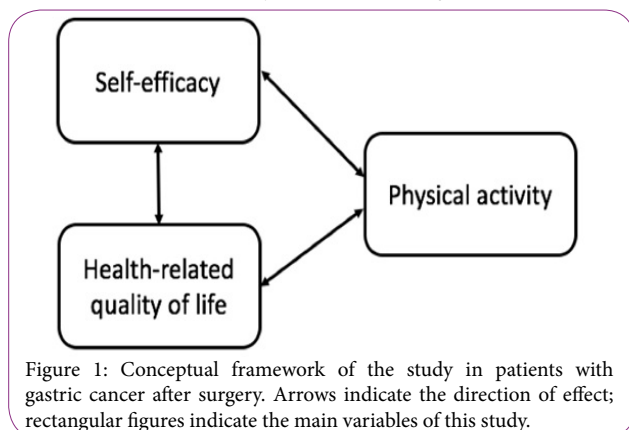 Self-efficacy
Physical activity
Health-related
quality of life
Figure 1: Conceptual framework of the study in patients with
gastric cancer after surgery. Arrows indicate the direction of effect;
rectangular figures indicate the main variables of this study.